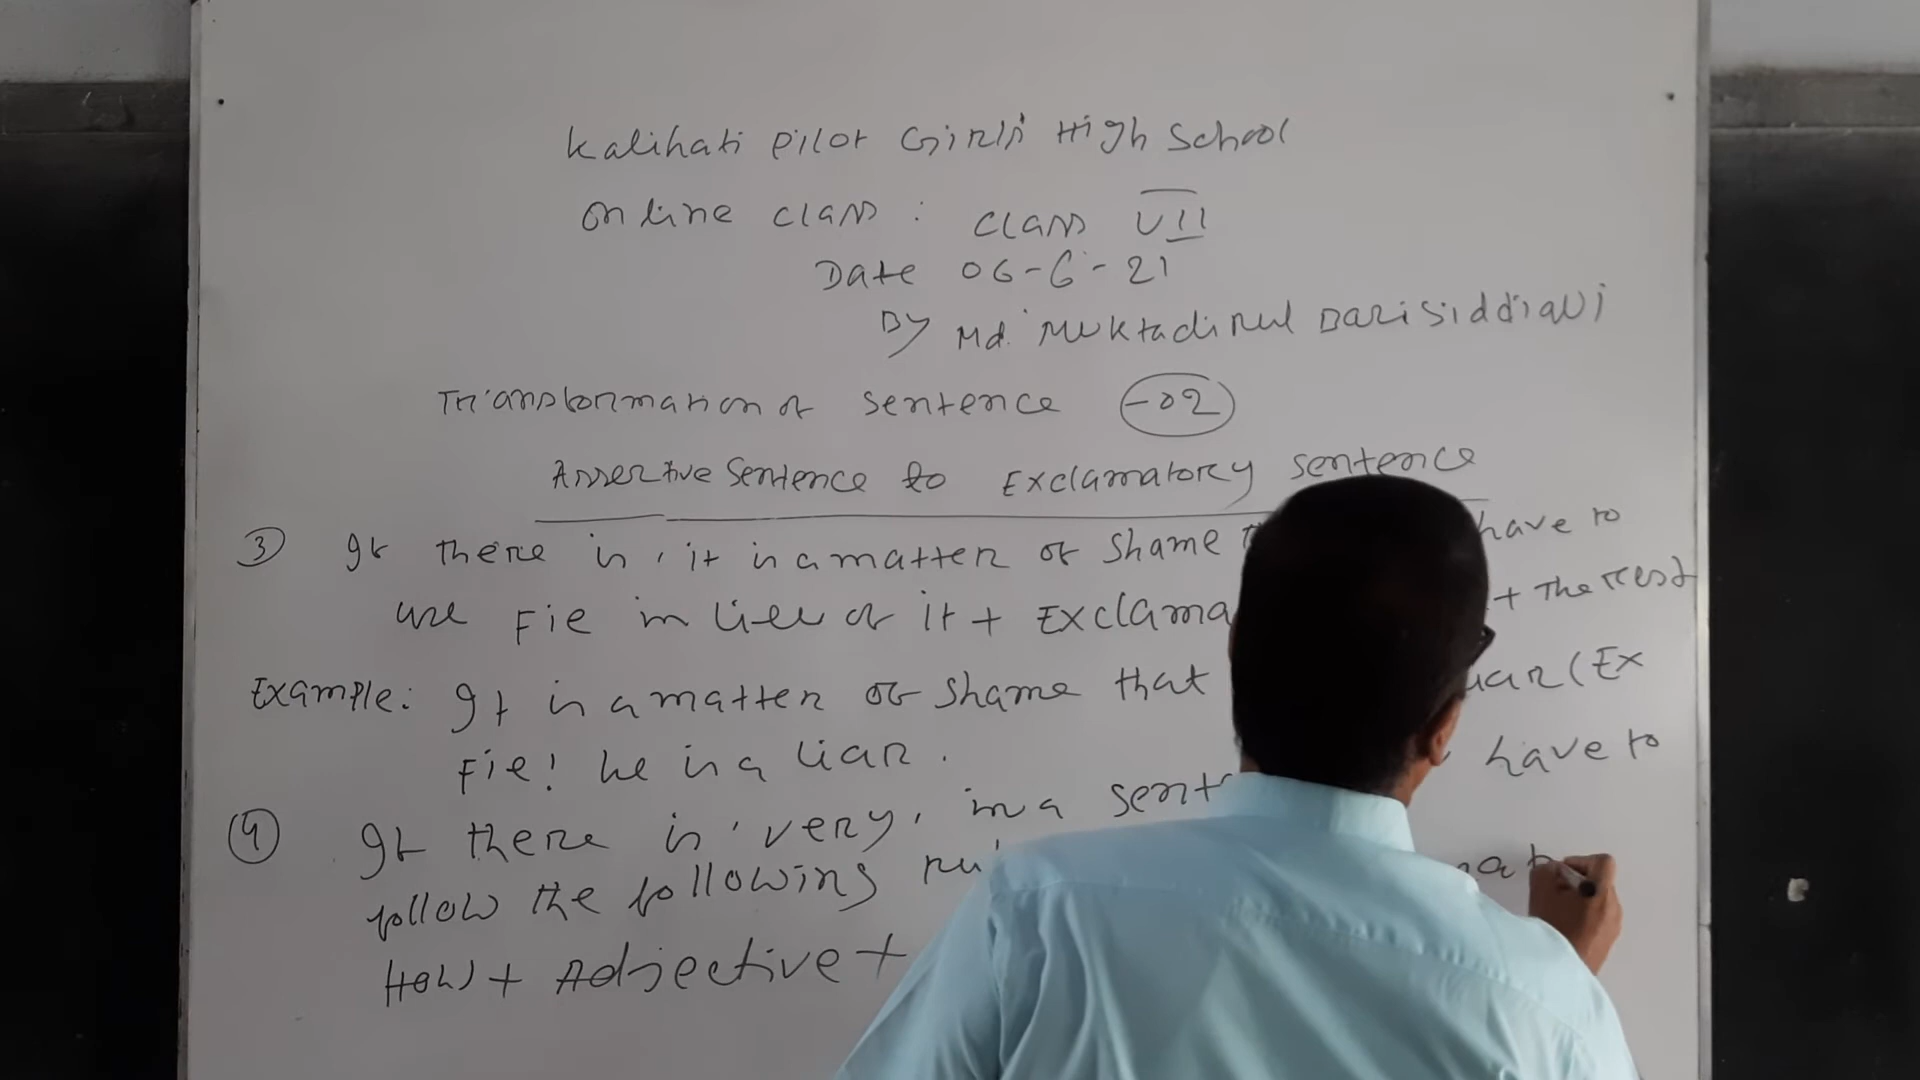 Kalihati Pilot Girls' High School
Online class : Class VII
Date 06-6-21
By Md. Muktadirul Bari Siddiqui
Transformation of sentence -02
Assertive Sentence to Exclamatory sentence
3 If there is, it is a matter of shame have to
use Fie in lieu of it + + The rest
Example: It is a matter of shame that liar (Ex
Fie! he is a liar.
4 If there is 'very' in a have to
follow the following
How + Adjective +